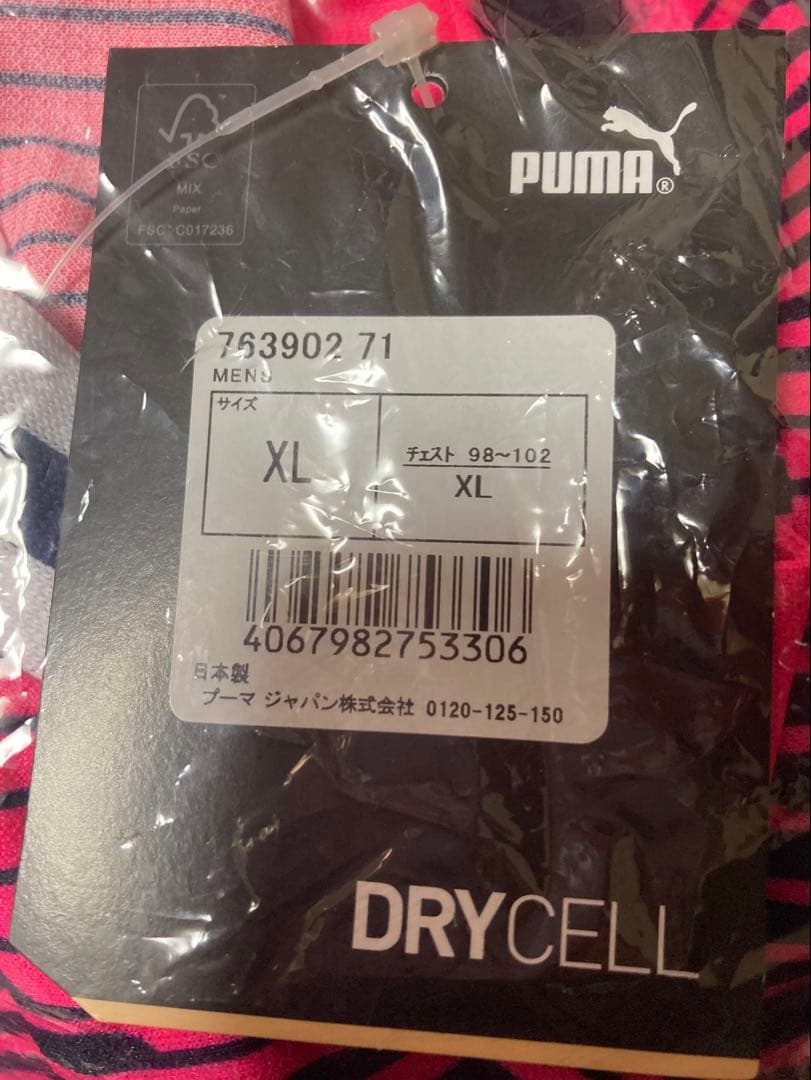 FSC
MIX
Paper
FSC™ C017236
PUMA®
763902 71
MENS
サイズ
XL
チェスト 98～102
XL
4067982753306
日本製
プーマ ジャパン株式会社 0120-125-150
DRYCELL